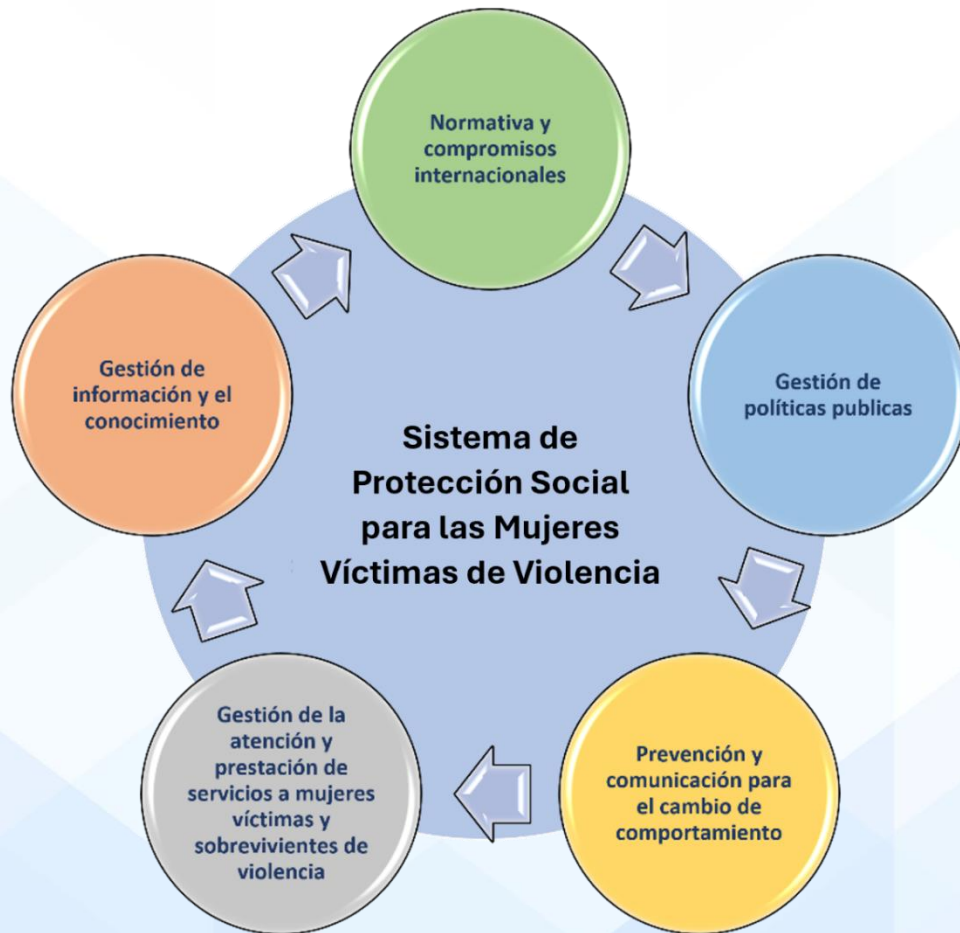 Normativa y
compromisos
internacionales
Gestión de
políticas publicas
Prevención y
comunicación para
el cambio de
comportamiento
Gestión de la
atención y
prestación de
servicios a mujeres
víctimas y
sobrevivientes de
violencia
Gestión de
información y el
conocimiento
Sistema de
Protección Social
para las Mujeres
Víctimas de Violencia